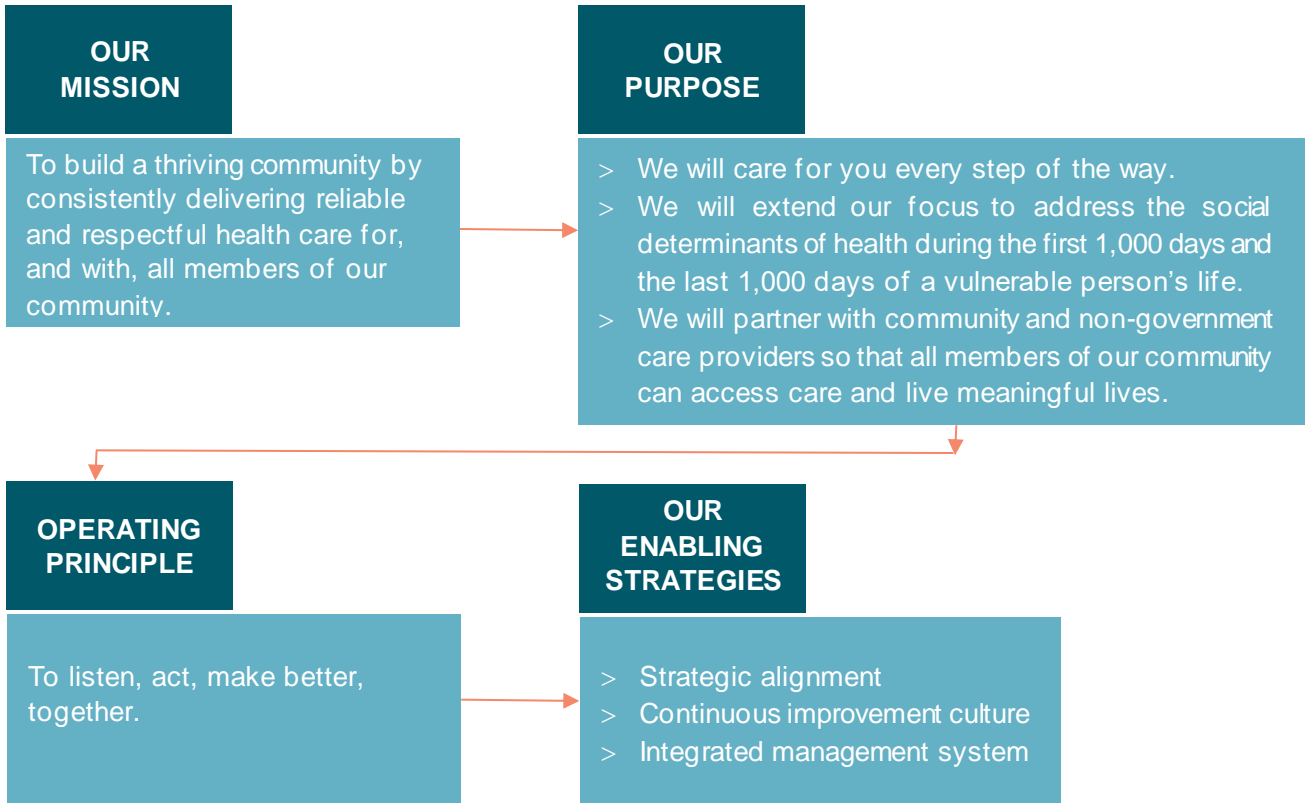 OUR
MISSION
To build a thriving community by
consistently delivering reliable
and respectful health care for,
and with, all members of our
community.
OUR
PURPOSE
> We will care for you every step of the way.
> We will extend our focus to address the social
determinants of health during the first 1,000 days and
the last 1,000 days of a vulnerable person’s life.
> We will partner with community and non-government
care providers so that all members of our community
can access care and live meaningful lives.
OPERATING
PRINCIPLE
To listen, act, make better,
together.
OUR
ENABLING
STRATEGIES
> Strategic alignment
> Continuous improvement culture
> Integrated management system